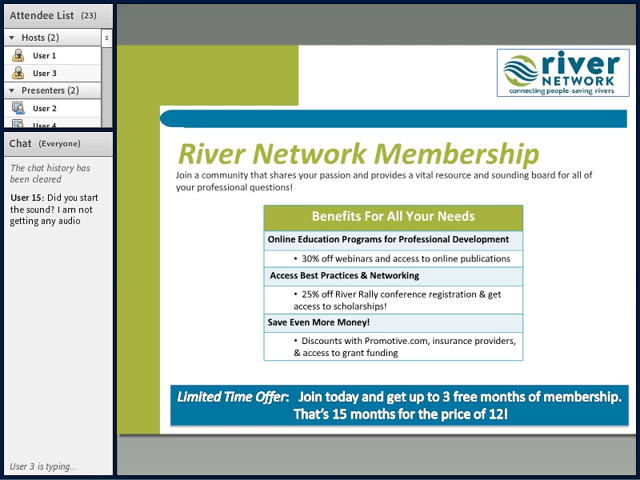 Attendee List (23)
Hosts (2)
User 1
User 3
Presenters (2)
User 2
User 4
Chat (Everyone)
The chat history has
been cleared
User 15: Did you start
the sound? I am not
getting any audio
User 3 is typing...
river
NETWORK
connecting people·saving rivers
River Network Membership
Join a community that shares your passion and provides a vital resource and sounding board for all of
your professional questions!
Benefits For All Your Needs
Online Education Programs for Professional Development
• 30% off webinars and access to online publications
Access Best Practices & Networking
• 25% off River Rally conference registration & get
access to scholarships!
Save Even More Money!
• Discounts with Promotive.com, insurance providers,
& access to grant funding
Limited Time Offer: Join today and get up to 3 free months of membership.
That's 15 months for the price of 12!